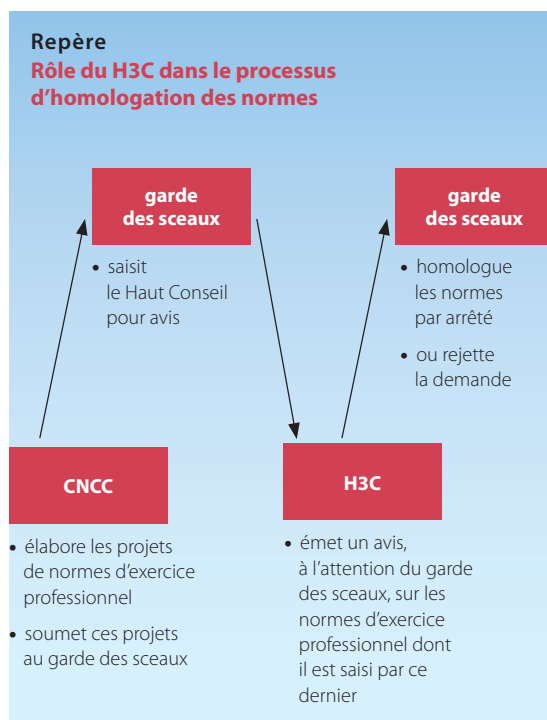 Repère
Rôle du H3C dans le processus
d’homologation des normes
garde
des sceaux
• saisit
le Haut Conseil
pour avis
garde
des sceaux
• homologue
les normes
par arrêté
• ou rejette
la demande
CNCC
• élabore les projets
de normes d’exercice
professionnel
• soumet ces projets
au garde des sceaux
H3C
• émet un avis,
à l’attention du garde
des sceaux, sur les
normes d’exercice
professionnel dont
il est saisi par ce
dernier